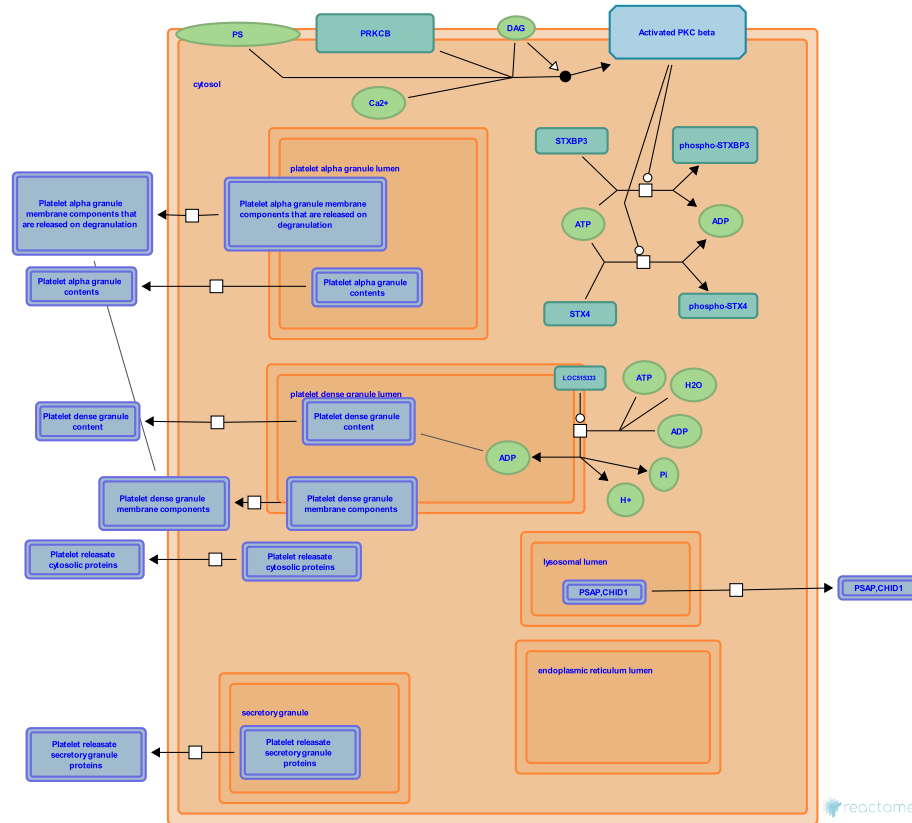 PS
PRKCB
DAG
Activated PKC beta
cytosol
Ca2+
STXBP3
phospho-STXBP3
platelet alpha granule lumen
Platelet alpha granule
membrane components that
are released on degranulation
Platelet alpha granule membrane
components that are released on
degranulation
ATP
ADP
Platelet alpha granule
contents
Platelet alpha granule
contents
STX4
phospho-STX4
LOC515333
ATP
H2O
platelet dense granule lumen
Platelet dense granule
content
Platelet dense granule
content
ADP
ADP
Pi
H+
Platelet dense granule
membrane components
Platelet dense granule
membrane components
Platelet releasate
cytosolic proteins
Platelet releasate
cytosolic proteins
lysosomal lumen
PSAP,CHID1
PSAP,CHID1
endoplasmic reticulum lumen
secretory granule
Platelet releasate
secretory granule
proteins
Platelet releasate
secretory granule
proteins
reactome